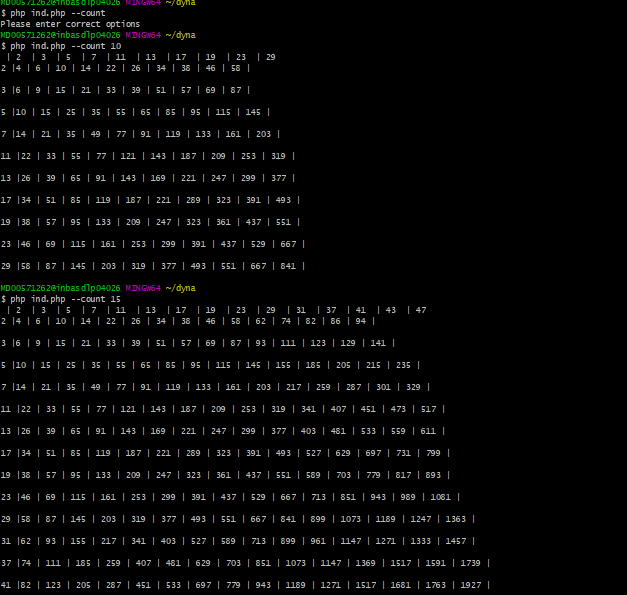 MD00571262@inbasdlp04026 MINGW64 ~/dyna
$ php ind.php --count
Please enter correct options
MD00571262@inbasdlp04026 MINGW64 ~/dyna
$ php ind.php --count 10
| 2 | 3 | 5 | 7 | 11 | 13 | 17 | 19 | 23 | 29
2 |4 | 6 | 10 | 14 | 22 | 26 | 34 | 38 | 46 | 58 |
3 |6 | 9 | 15 | 21 | 33 | 39 | 51 | 57 | 69 | 87 |
5 |10 | 15 | 25 | 35 | 55 | 65 | 85 | 95 | 115 | 145 |
7 |14 | 21 | 35 | 49 | 77 | 91 | 119 | 133 | 161 | 203 |
11 |22 | 33 | 55 | 77 | 121 | 143 | 187 | 209 | 253 | 319 |
13 |26 | 39 | 65 | 91 | 143 | 169 | 221 | 247 | 299 | 377 |
17 |34 | 51 | 85 | 119 | 187 | 221 | 289 | 323 | 391 | 493 |
19 |38 | 57 | 95 | 133 | 209 | 247 | 323 | 361 | 437 | 551 |
23 |46 | 69 | 115 | 161 | 253 | 299 | 391 | 437 | 529 | 667 |
29 |58 | 87 | 145 | 203 | 319 | 377 | 493 | 551 | 667 | 841 |
MD00571262@inbasdlp04026 MINGW64 ~/dyna
$ php ind.php --count 15
| 2 | 3 | 5 | 7 | 11 | 13 | 17 | 19 | 23 | 29 | 31 | 37 | 41 | 43 | 47
2 |4 | 6 | 10 | 14 | 22 | 26 | 34 | 38 | 46 | 58 | 62 | 74 | 82 | 86 | 94 |
3 |6 | 9 | 15 | 21 | 33 | 39 | 51 | 57 | 69 | 87 | 93 | 111 | 123 | 129 | 141 |
5 |10 | 15 | 25 | 35 | 55 | 65 | 85 | 95 | 115 | 145 | 155 | 185 | 205 | 215 | 235 |
7 |14 | 21 | 35 | 49 | 77 | 91 | 119 | 133 | 161 | 203 | 217 | 259 | 287 | 301 | 329 |
11 |22 | 33 | 55 | 77 | 121 | 143 | 187 | 209 | 253 | 319 | 341 | 407 | 451 | 473 | 517 |
13 |26 | 39 | 65 | 91 | 143 | 169 | 221 | 247 | 299 | 377 | 403 | 481 | 533 | 559 | 611 |
17 |34 | 51 | 85 | 119 | 187 | 221 | 289 | 323 | 391 | 493 | 527 | 629 | 697 | 731 | 799 |
19 |38 | 57 | 95 | 133 | 209 | 247 | 323 | 361 | 437 | 551 | 589 | 703 | 779 | 817 | 893 |
23 |46 | 69 | 115 | 161 | 253 | 299 | 391 | 437 | 529 | 667 | 713 | 851 | 943 | 989 | 1081 |
29 |58 | 87 | 145 | 203 | 319 | 377 | 493 | 551 | 667 | 841 | 899 | 1073 | 1189 | 1247 | 1363 |
31 |62 | 93 | 155 | 217 | 341 | 403 | 527 | 589 | 713 | 899 | 961 | 1147 | 1271 | 1333 | 1457 |
37 |74 | 111 | 185 | 259 | 407 | 481 | 629 | 703 | 851 | 1073 | 1147 | 1369 | 1517 | 1591 | 1739 |
41 |82 | 123 | 205 | 287 | 451 | 533 | 697 | 779 | 943 | 1189 | 1271 | 1517 | 1681 | 1763 | 1927 |